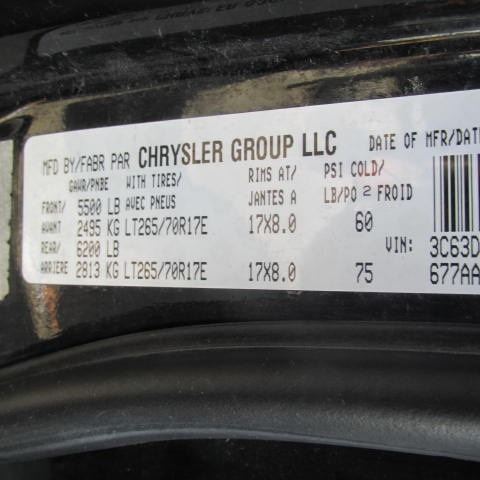 MFD BY/FABR PAR CHRYSLER GROUP LLC DATE OF MFR/DATE
GAWR/PNBE WITH TIRES/ RIMS AT/ PSI COLD/
FRONT/ 5500 LB AVEC PNEUS JANTES A LB/PO 2 FROID
AVANT 2495 KG LT265/70R17E 17X8.0 60
REAR/ 6200 LB VIN: 3C63D
ARRIERE 2813 KG LT265/70R17E 17X8.0 75 677AA